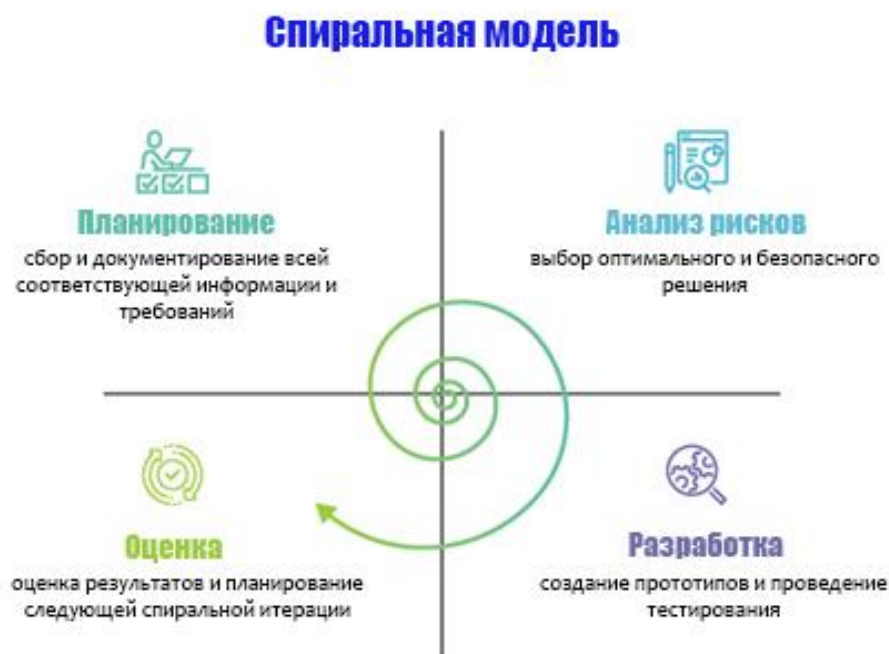 Спиральная модель
Планирование
сбор и документирование всей
соответствующей информации и
требований
Анализ рисков
выбор оптимального и безопасного
решения
Оценка
оценка результатов и планирование
следующей спиральной итерации
Разработка
создание прототипов и проведение
тестирования